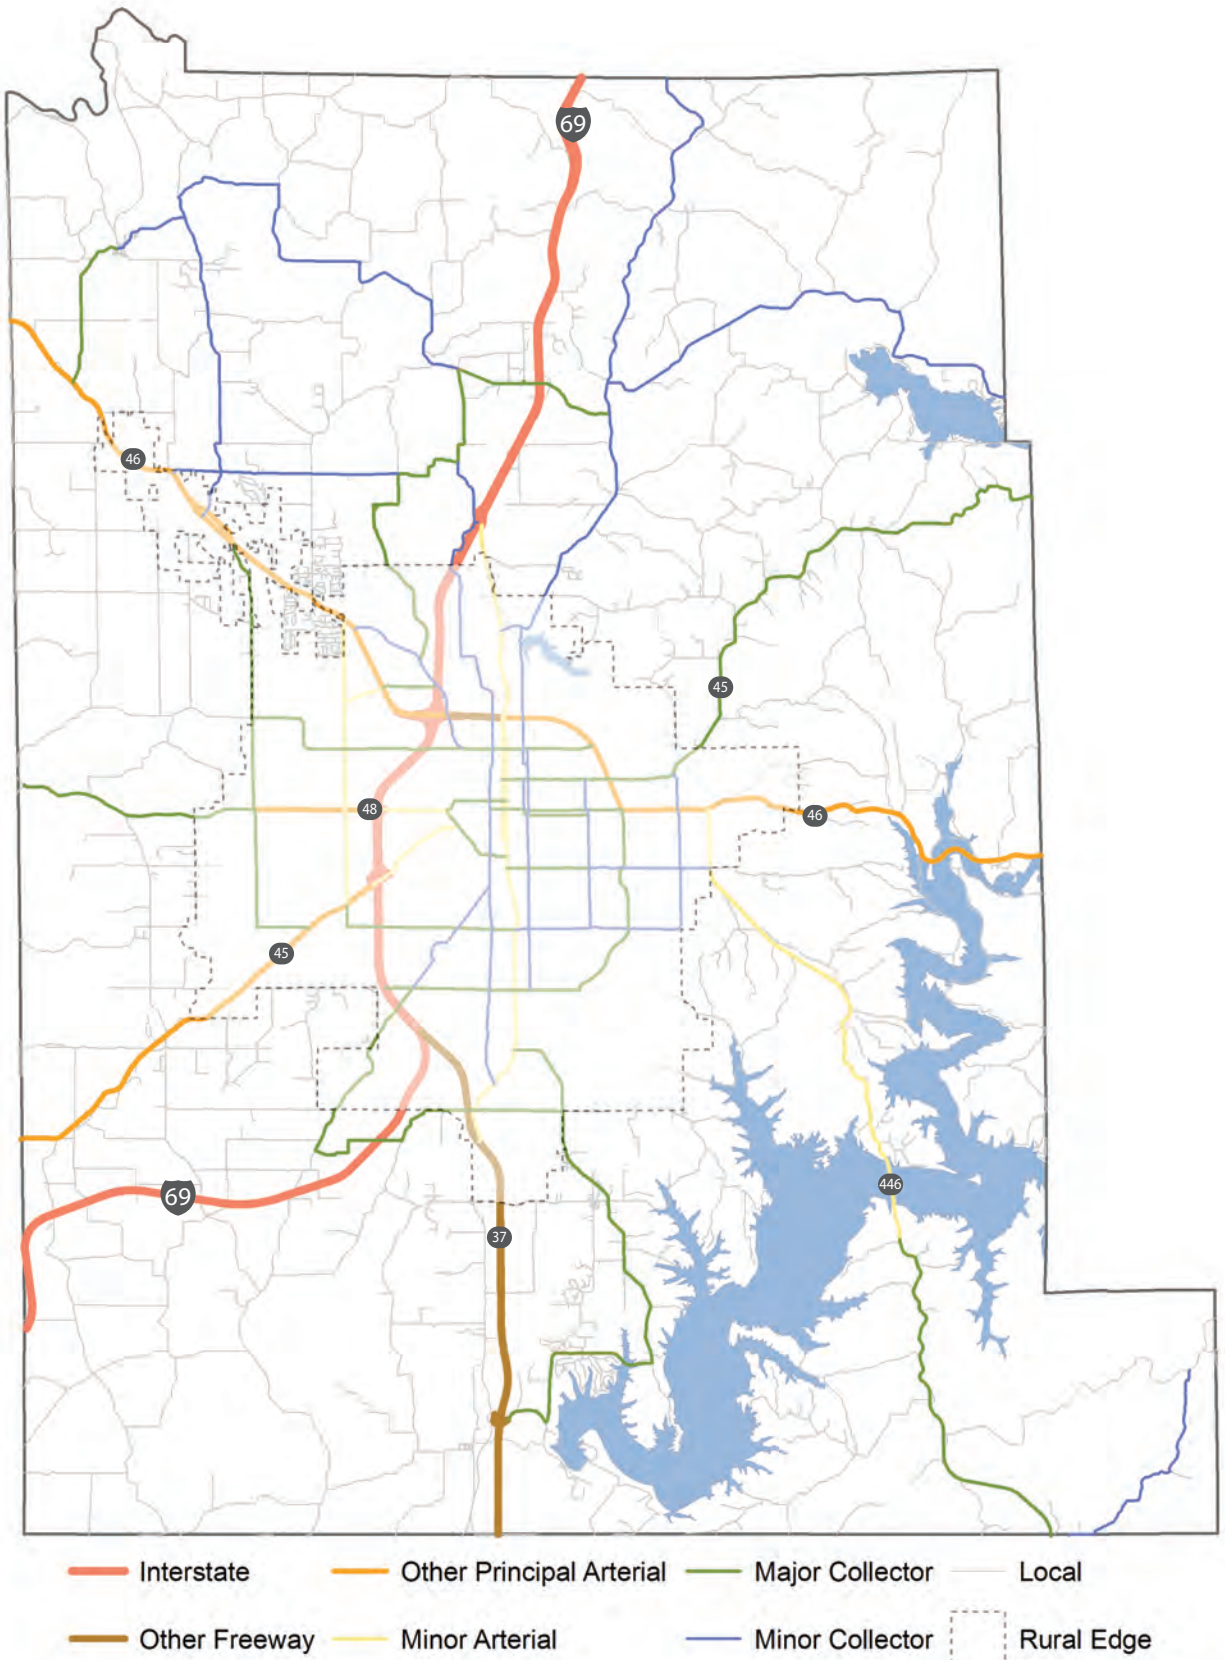 69
46
45
48
46
45
446
69
37
Interstate
Other Principal Arterial
Major Collector
Local
Other Freeway
Minor Arterial
Minor Collector
Rural Edge